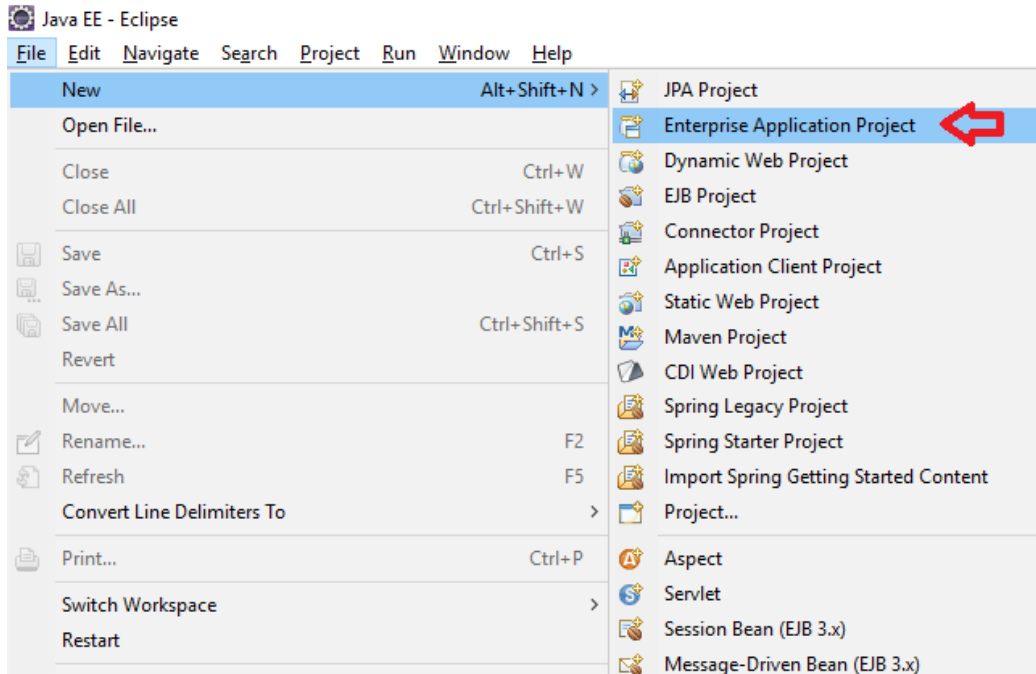 Java EE - Eclipse
File Edit Navigate Search Project Run Window Help
New Alt+Shift+N >
Open File...
Close Ctrl+W
Close All Ctrl+Shift+W
Save Ctrl+S
Save As...
Save All Ctrl+Shift+S
Revert
Move...
Rename... F2
Refresh F5
Convert Line Delimiters To >
Print... Ctrl+P
Switch Workspace >
Restart
JPA Project
Enterprise Application Project
Dynamic Web Project
EJB Project
Connector Project
Application Client Project
Static Web Project
Maven Project
CDI Web Project
Spring Legacy Project
Spring Starter Project
Import Spring Getting Started Content
Project...
Aspect
Servlet
Session Bean (EJB 3.x)
Message-Driven Bean (EJB 3.x)